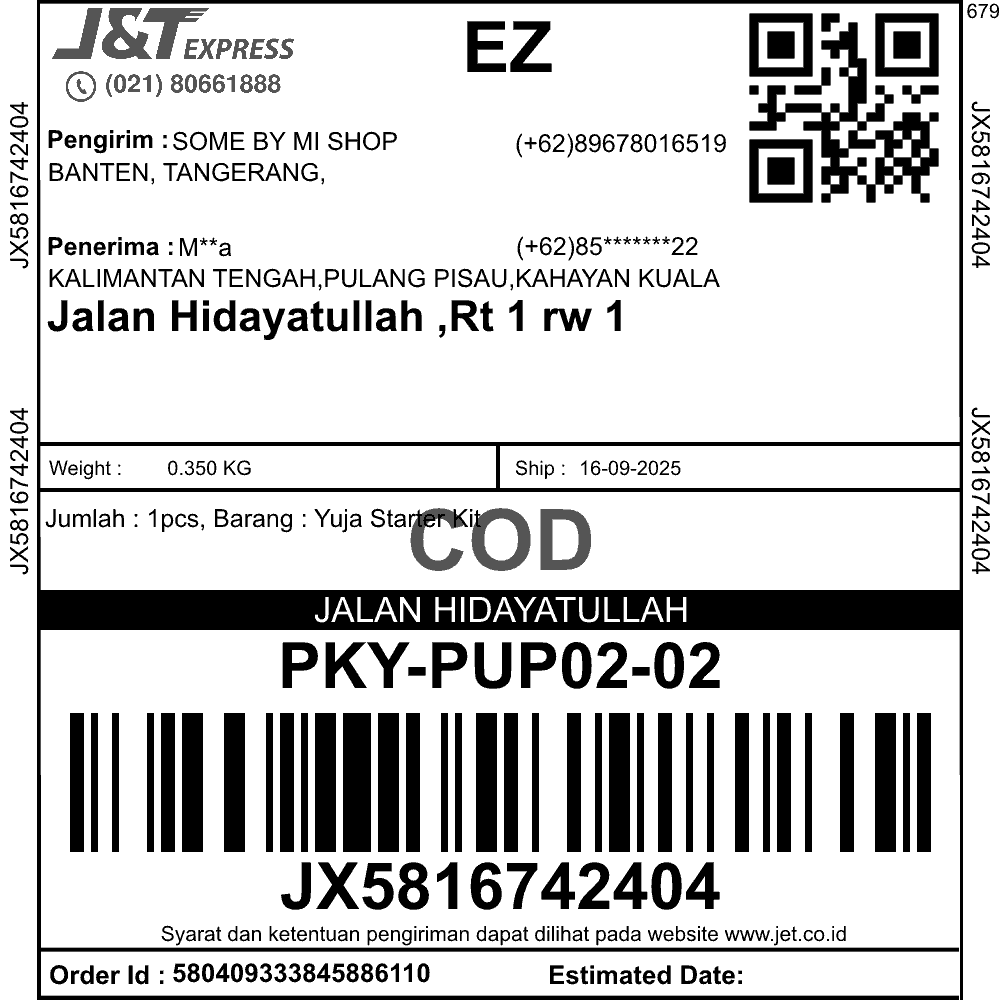 679
J&T EXPRESS
EZ
(021) 80661888
Pengirim : SOME BY MI SHOP (+62)89678016519
BANTEN, TANGERANG,
Penerima : M**a (+62)85*******22
KALIMANTAN TENGAH,PULANG PISAU,KAHAYAN KUALA
Jalan Hidayatullah ,Rt 1 rw 1
JX5816742404
JX5816742404
JX5816742404
JX5816742404
Weight : 0.350 KG Ship : 16-09-2025
Jumlah : 1pcs, Barang : Yuja Starter Kit
COD
JALAN HIDAYATULLAH
PKY-PUP02-02
JX5816742404
Syarat dan ketentuan pengiriman dapat dilihat pada website www.jet.co.id
Order Id : 580409333845886110 Estimated Date: